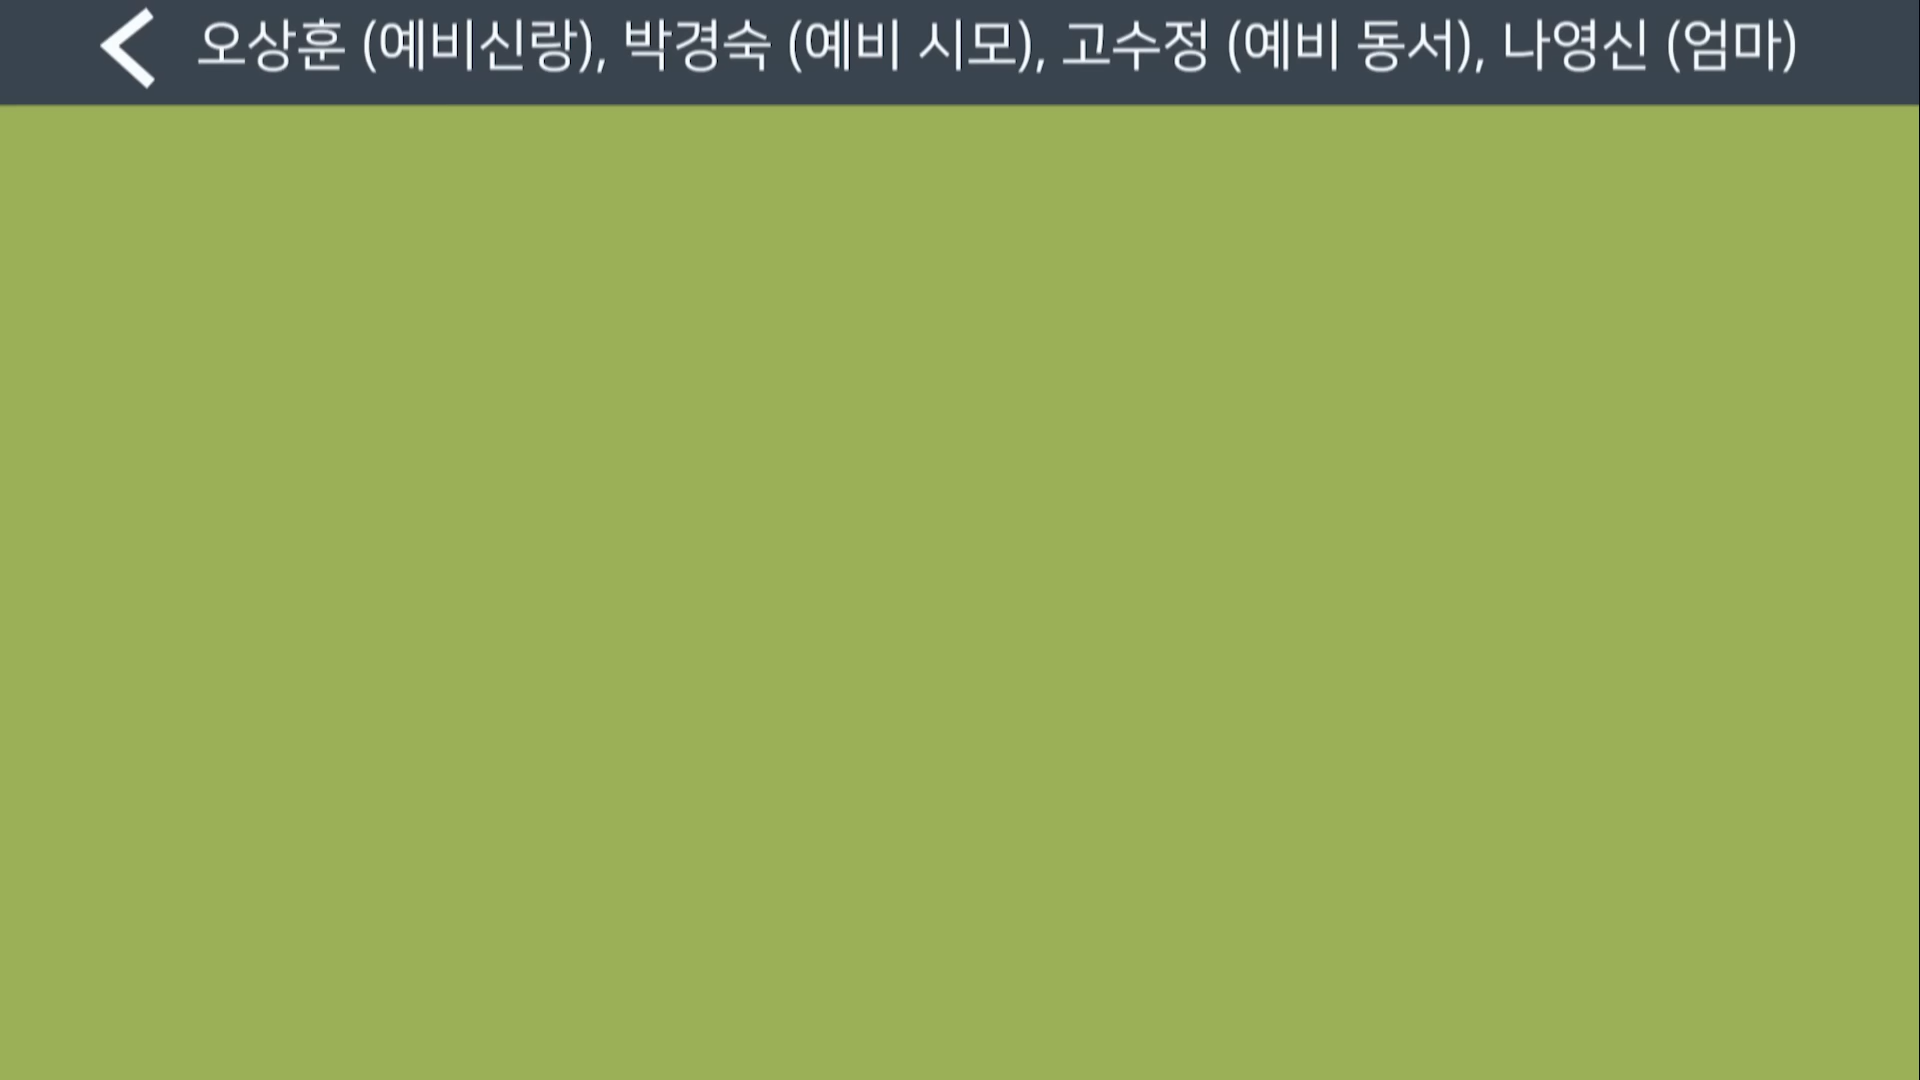 오상훈 (예비신랑), 박경숙 (예비 시모), 고수정 (예비 동서), 나영신 (엄마)